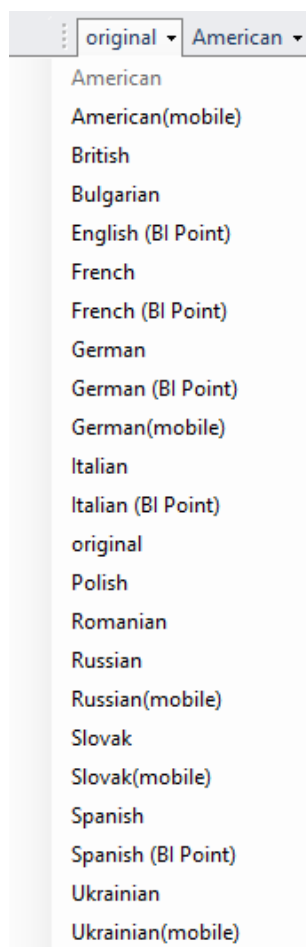 original American
American
American(mobile)
British
Bulgarian
English (BI Point)
French
French (BI Point)
German
German (BI Point)
German(mobile)
Italian
Italian (BI Point)
original
Polish
Romanian
Russian
Russian(mobile)
Slovak
Slovak(mobile)
Spanish
Spanish (BI Point)
Ukrainian
Ukrainian(mobile)